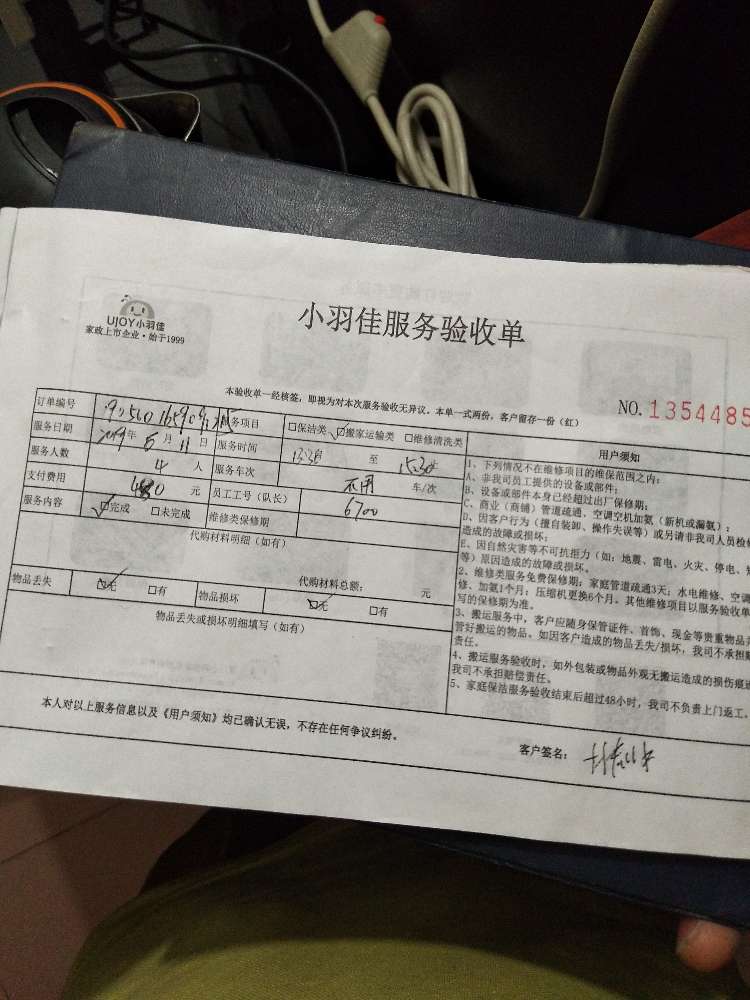 UJOY小羽佳
家政上市企业·始于1999
小羽佳服务验收单
本验收单一经核签,即视为对本次服务验收无异议。本单一式两份,客户留存一份(红)
NO. 1354485
订单编号 服务项目 □保洁类 ☑搬家运输类 □维修清洗类
服务日期 2019年 5月 11日 服务时间 13:30 至 15:30
服务人数 4 人 服务车次 不用 车/次
支付费用 480 元 员工工号(队长) 6700
服务内容 ☑完成 □未完成 维修类保修期
代购材料明细(如有)
代购材料总额: 元
物品丢失 ☑无 □有 物品损坏 ☑无 □有
物品丢失或损坏明细填写(如有)
用户须知
1、下列情况不在维修项目的维保范围之内:
A、非我司员工提供的设备或部件;
B、设备或部件本身已经超过出厂保修期;
C、商业(商铺)管道疏通、空调空机加氨(新机或漏氨);
D、因客户行为(擅自装卸、操作失误等)或另请非我司人员检修
造成的故障或损坏;
E、因自然灾害等不可抗拒力(如:地震、雷电、火灾、停电、
等)原因造成的故障或损坏。
2、维修类服务免费保修期:家庭管道疏通3天;水电维修、空调
修、加氨1个月;压缩机更换6个月。其他维修项目以服务验收单
写的保修期为准。
3、搬运服务中,客户应随身保管证件、首饰、现金等贵重物品并
管好搬运的物品。如因客户造成的物品丢失/损坏,我司不承担赔
责任。
4、搬运服务验收时,如外包装或物品外观无搬运造成的损伤痕迹
我司不承担赔偿责任。
5、家庭保洁服务验收结束后超过48小时,我司不负责上门返工。
本人对以上服务信息以及《用户须知》均已确认无误,不存在任何争议纠纷。
客户签名: